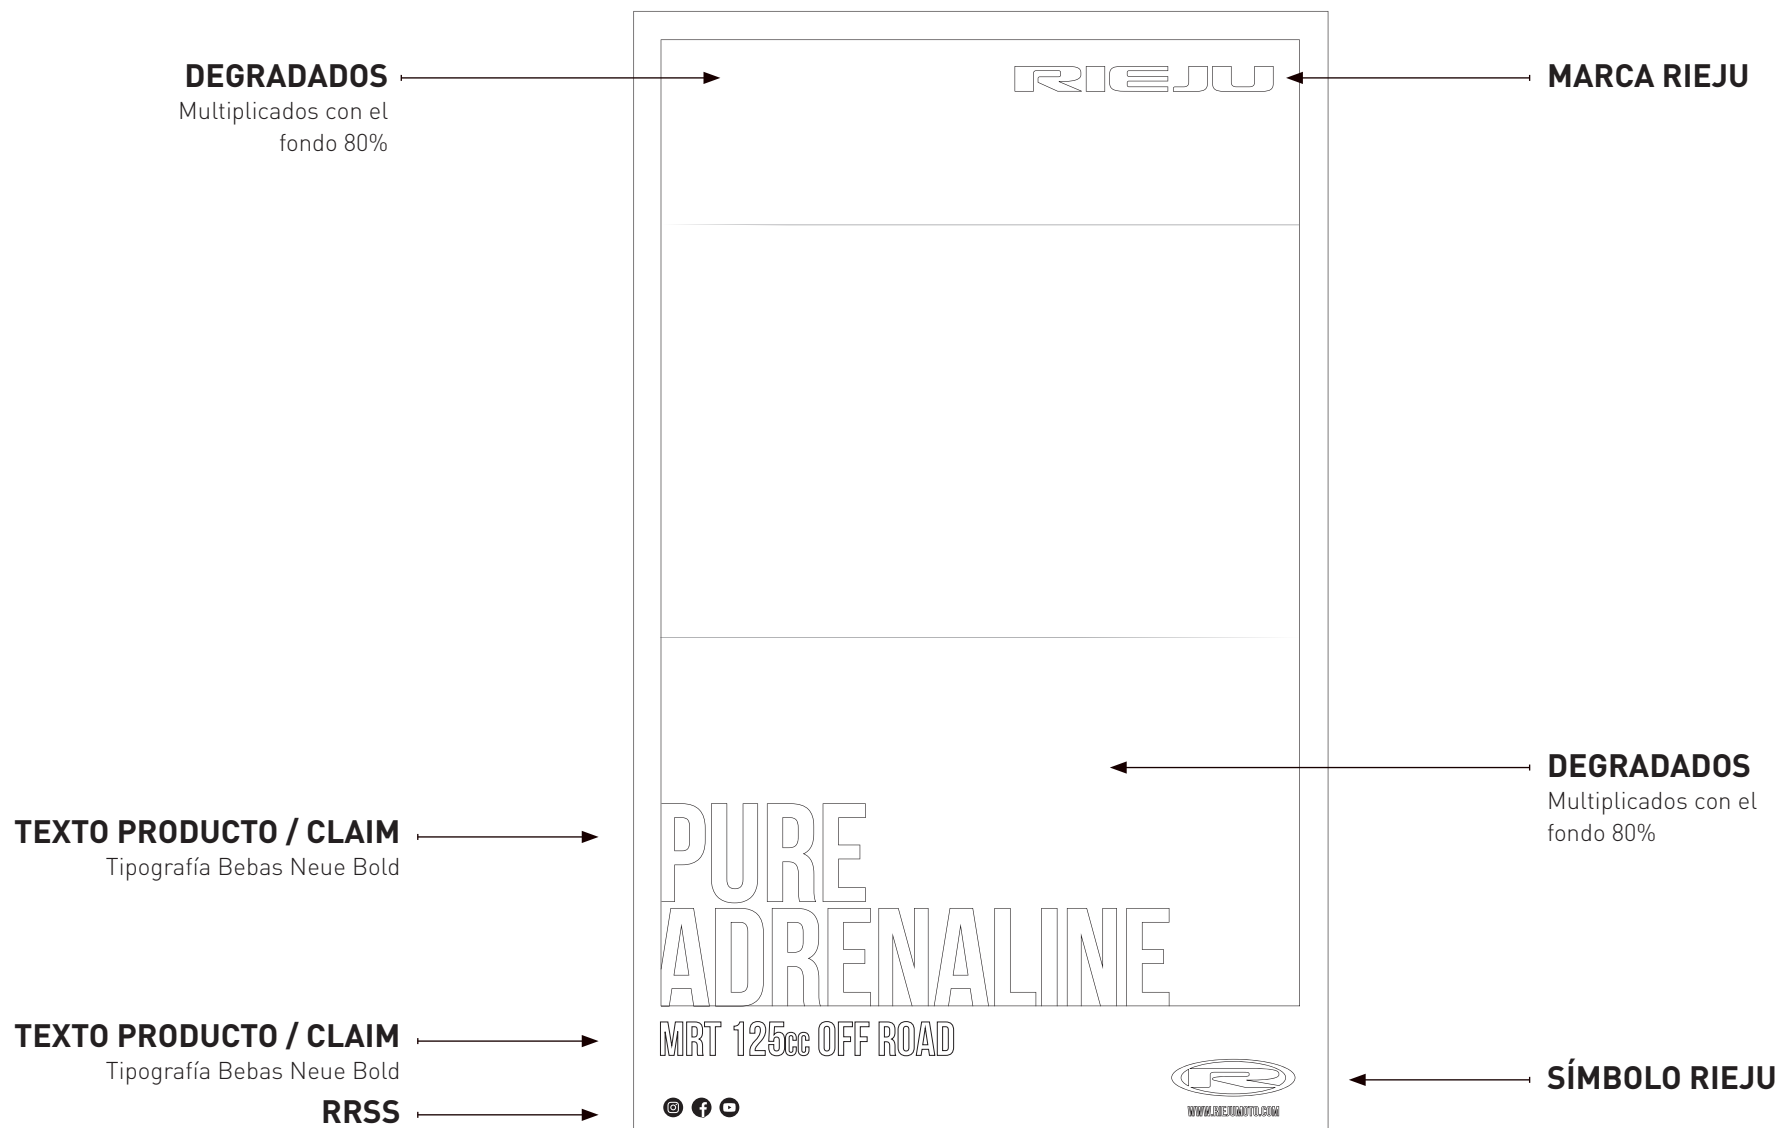 DEGRADADOS
Multiplicados con el
fondo 80%
RIEJU
MARCA RIEJU
DEGRADADOS
Multiplicados con el
fondo 80%
TEXTO PRODUCTO / CLAIM
Tipografía Bebas Neue Bold
PURE
ADRENALINE
TEXTO PRODUCTO / CLAIM
Tipografía Bebas Neue Bold
MRT 125cc OFF ROAD
RRSS
R
WWW.RIEJUMOTO.COM
SÍMBOLO RIEJU